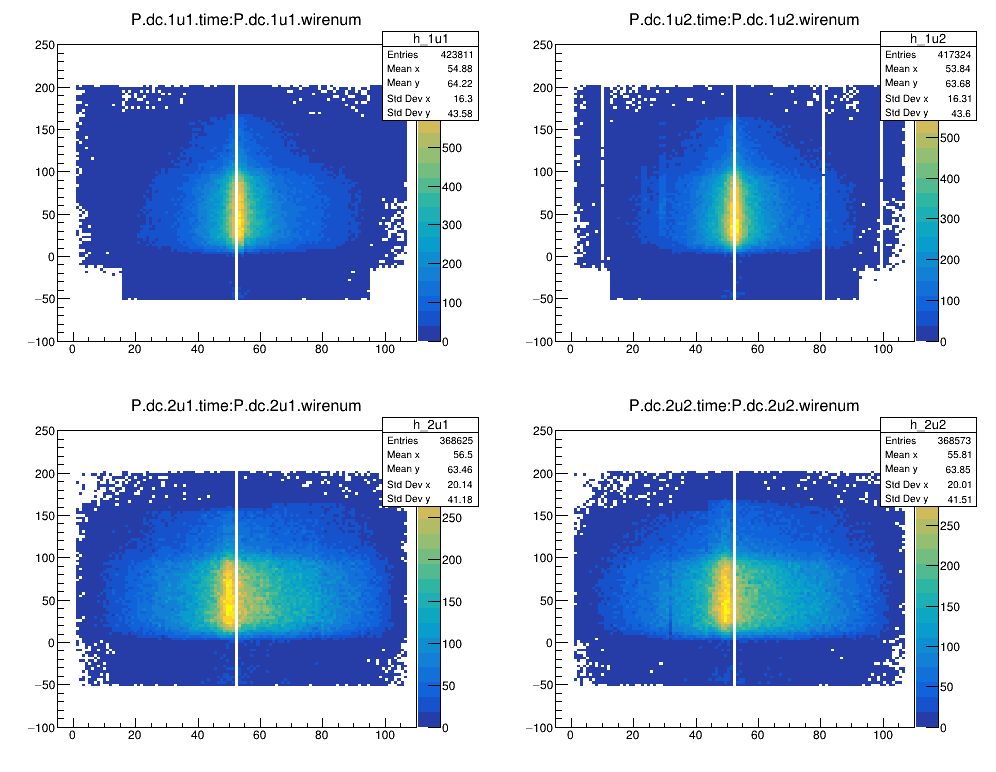 P.dc.1u1.time:P.dc.1u1.wirenum
h_1u1
Entries 423811
Mean x 54.88
Mean y 64.22
Std Dev x 16.3
Std Dev y 43.58
250
200
150
100
50
0
−50
−100
0 20 40 60 80 100
500
400
300
200
100
0
P.dc.1u2.time:P.dc.1u2.wirenum
h_1u2
Entries 417324
Mean x 53.84
Mean y 63.68
Std Dev x 16.31
Std Dev y 43.6
250
200
150
100
50
0
−50
−100
0 20 40 60 80 100
500
400
300
200
100
0
P.dc.2u1.time:P.dc.2u1.wirenum
h_2u1
Entries 368625
Mean x 56.5
Mean y 63.46
Std Dev x 20.14
Std Dev y 41.18
250
200
150
100
50
0
−50
−100
0 20 40 60 80 100
250
200
150
100
50
0
P.dc.2u2.time:P.dc.2u2.wirenum
h_2u2
Entries 368573
Mean x 55.81
Mean y 63.85
Std Dev x 20.01
Std Dev y 41.51
250
200
150
100
50
0
−50
−100
0 20 40 60 80 100
250
200
150
100
50
0